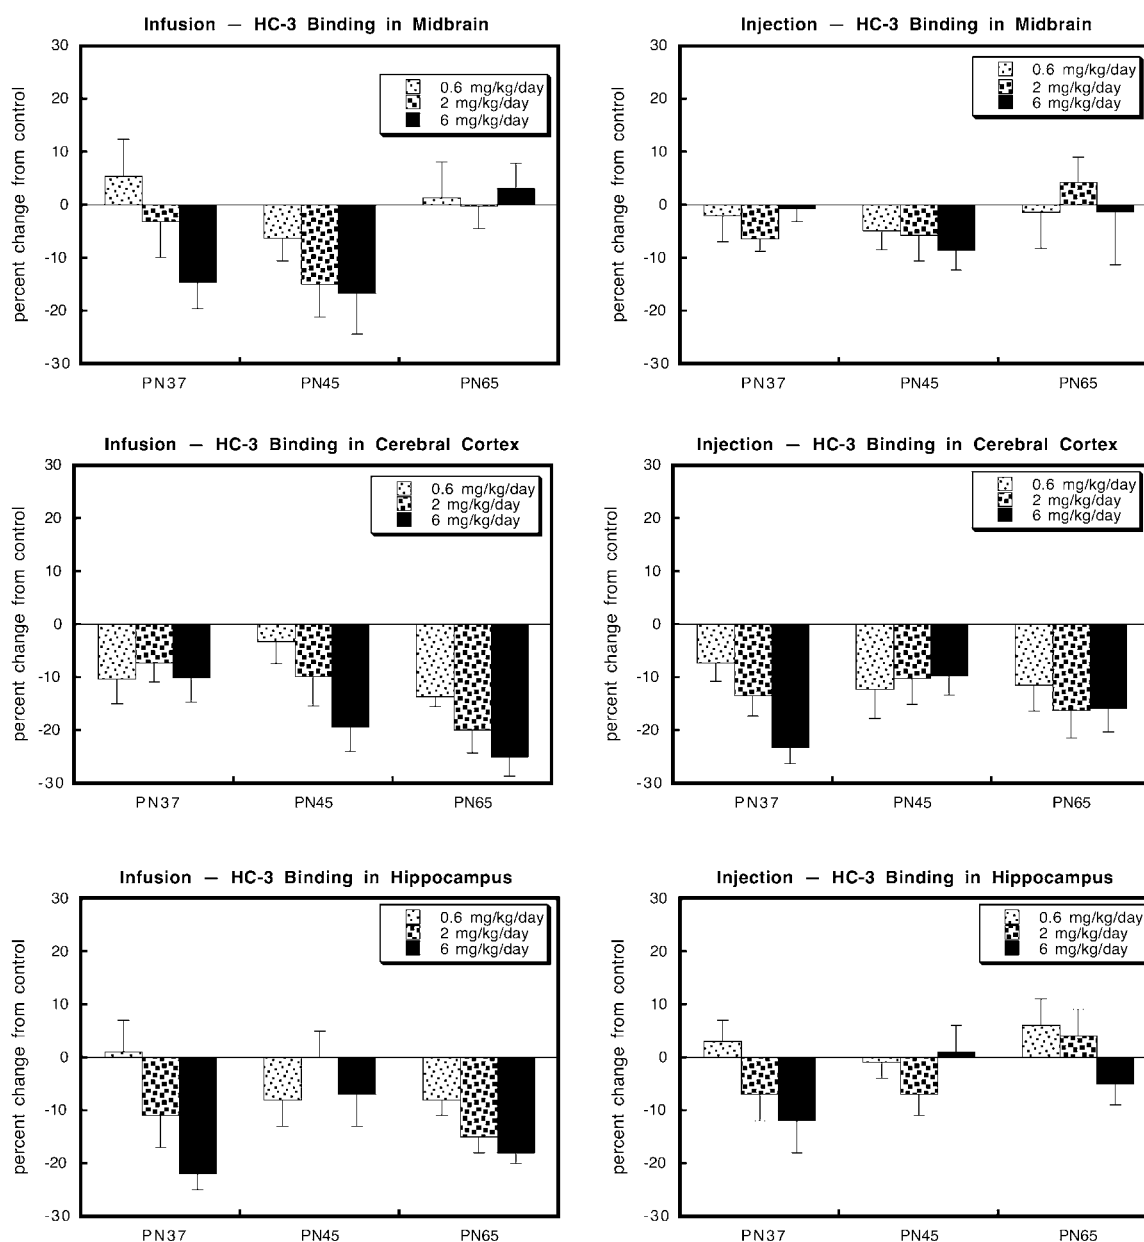 Infusion — HC-3 Binding in Midbrain
30
20
10
0
-10
-20
-30
percent change from control
0.6 mg/kg/day
2 mg/kg/day
6 mg/kg/day
PN37 PN45 PN65
Injection — HC-3 Binding in Midbrain
30
20
10
0
-10
-20
-30
percent change from control
0.6 mg/kg/day
2 mg/kg/day
6 mg/kg/day
PN37 PN45 PN65
Infusion — HC-3 Binding in Cerebral Cortex
30
20
10
0
-10
-20
-30
percent change from control
0.6 mg/kg/day
2 mg/kg/day
6 mg/kg/day
PN37 PN45 PN65
Injection — HC-3 Binding in Cerebral Cortex
30
20
10
0
-10
-20
-30
percent change from control
0.6 mg/kg/day
2 mg/kg/day
6 mg/kg/day
PN37 PN45 PN65
Infusion — HC-3 Binding in Hippocampus
30
20
10
0
-10
-20
-30
percent change from control
0.6 mg/kg/day
2 mg/kg/day
6 mg/kg/day
PN37 PN45 PN65
Injection — HC-3 Binding in Hippocampus
30
20
10
0
-10
-20
-30
percent change from control
0.6 mg/kg/day
2 mg/kg/day
6 mg/kg/day
PN37 PN45 PN65